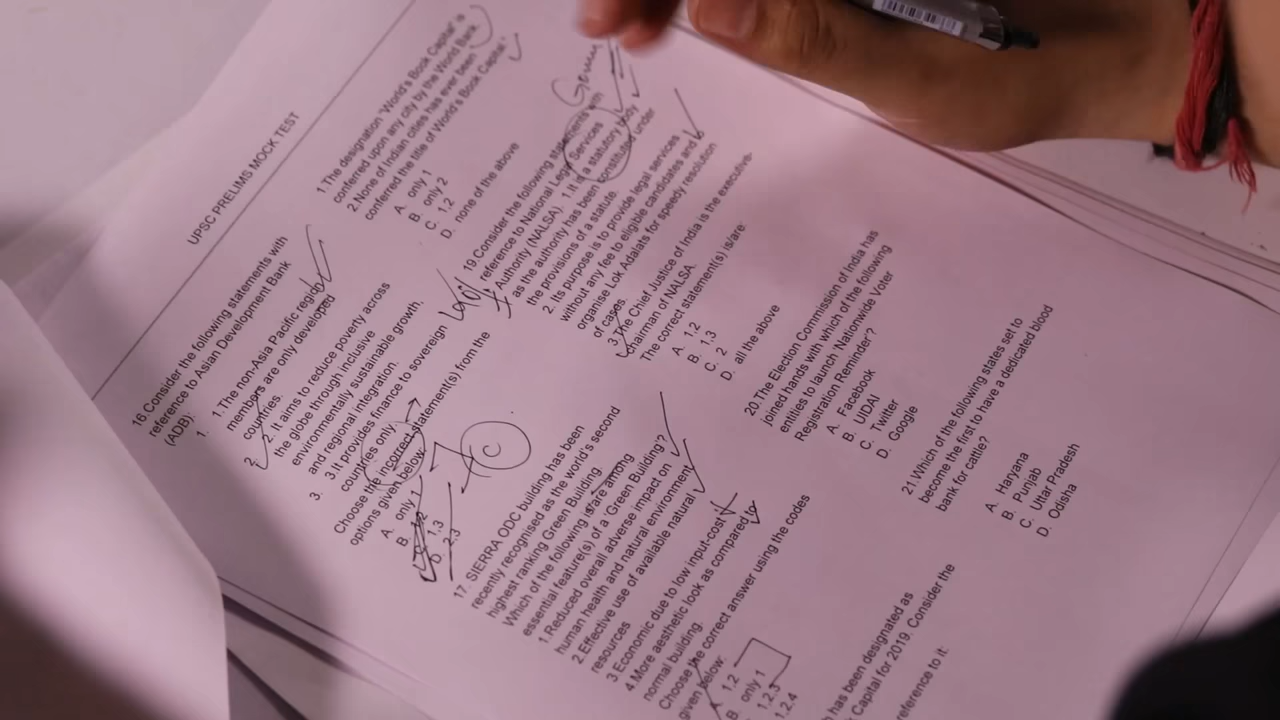 UPSC PRELIMS MOCK TEST
16 Consider the following statements with
reference to Asian Development Bank
(ADB):
1. 1.The non-Asia Pacific region
members are only developed
countries.
2. 2. It aims to reduce poverty across
the globe through inclusive
environmentally sustainable growth,
and regional integration.
3. 3.It provides finance to sovereign
countries only.
Choose the incorrect statement(s) from the
options given below:
A. only 1
B. 1,2
C. 1,3
D. 2,3
C
17. SIERRA ODC building has been
recently recognised as the world's second
highest ranking Green Building
Which of the following is/are among
essential feature(s) of a 'Green Building'?
1.Reduced overall adverse impact on
human health and natural environment
2.Effective use of available natural
resources
3 Economic due to low input-cost
4.More aesthetic look as compared to
normal building.
Choose the correct answer using the codes
given below:
A 1,2
B only 1
1,2,3
1,2,4
has been designated as
Capital for 2019. Consider the
reference to it:
1.The designation 'World's Book Capital' is
conferred upon any city by the World Bank.
2.None of Indian cities has ever been
conferred the title of 'World's Book Capital.'
A. only 1
B. only 2
C. 1,2
D. none of the above
19 Consider the following statements with
reference to National Legal Services
Authority (NALSA). 1 It is a statutory body
as the authority has been constituted under
the provisions of a statute.
2. Its purpose is to provide legal services
without any fee to eligible candidates and
organise Lok Adalats for speedy resolution
of cases.
3 The Chief Justice of India is the executive-
chairman of NALSA.
The correct statement(s) is/are:
A. 1,2
B. 1,3
C. 2
D. all the above
20.The Election Commission of India has
joined hands with which of the following
entities to launch Nationwide Voter
Registration Reminder'?
A. Facebook
B. UIDAI
C. Twitter
D. Google
21 Which of the following states set to
become the first to have a dedicated blood
bank for cattle?
A. Haryana
B. Punjab
C. Uttar Pradesh
D. Odisha